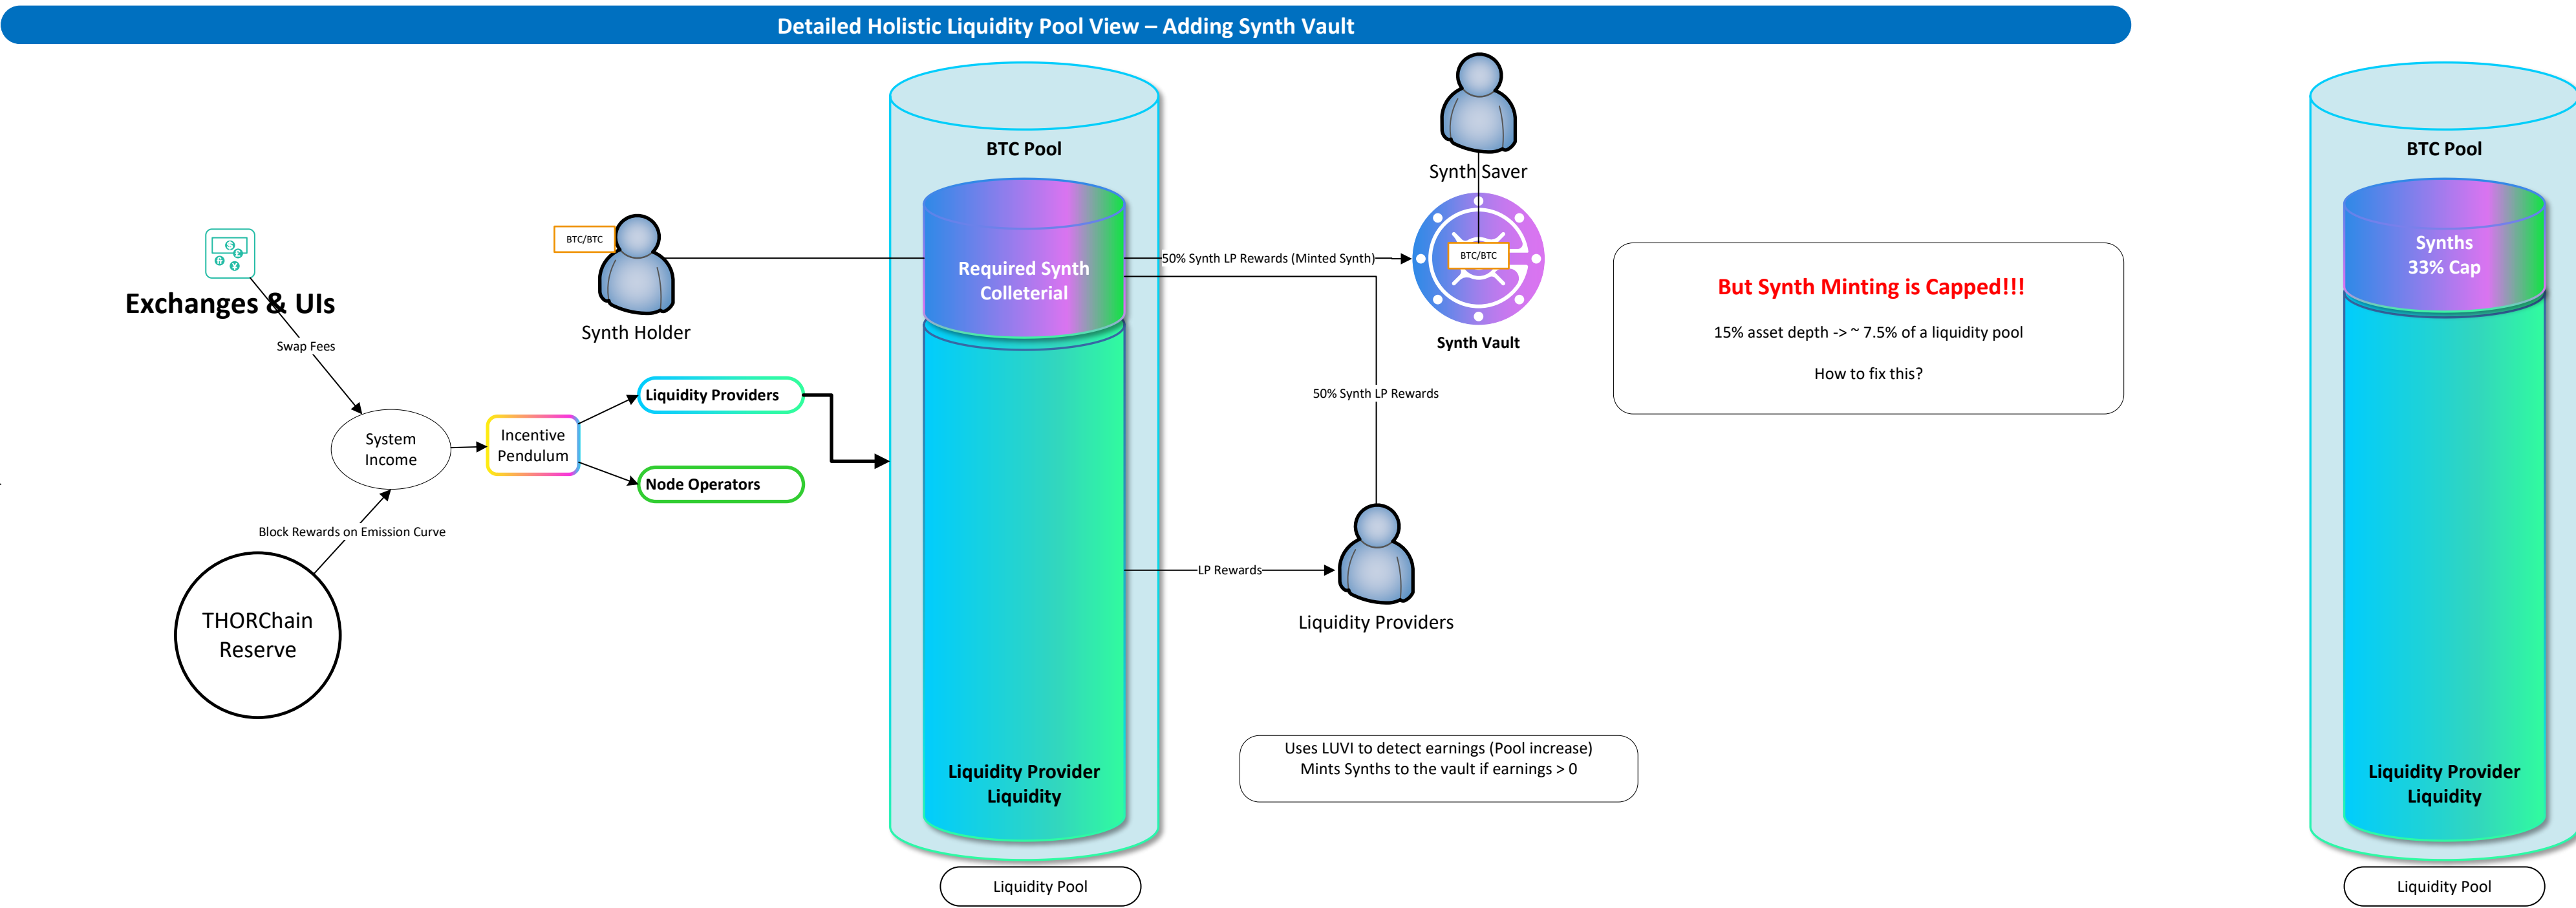 Detailed Holistic Liquidity Pool View – Adding Synth Vault
Exchanges & UIs
Swap Fees
System
Income
Block Rewards on Emission Curve
THORChain
Reserve
Incentive
Pendulum
Liquidity Providers
Node Operators
BTC/BTC
Synth Holder
BTC Pool
Required Synth
Colleterial
Liquidity Provider
Liquidity
Liquidity Pool
50% Synth LP Rewards (Minted Synth)
Synth Saver
BTC/BTC
Synth Vault
50% Synth LP Rewards
LP Rewards
Liquidity Providers
Uses LUVI to detect earnings (Pool increase)
Mints Synths to the vault if earnings > 0
But Synth Minting is Capped!!!
15% asset depth -> ~ 7.5% of a liquidity pool
How to fix this?
BTC Pool
Synths
33% Cap
Liquidity Provider
Liquidity
Liquidity Pool